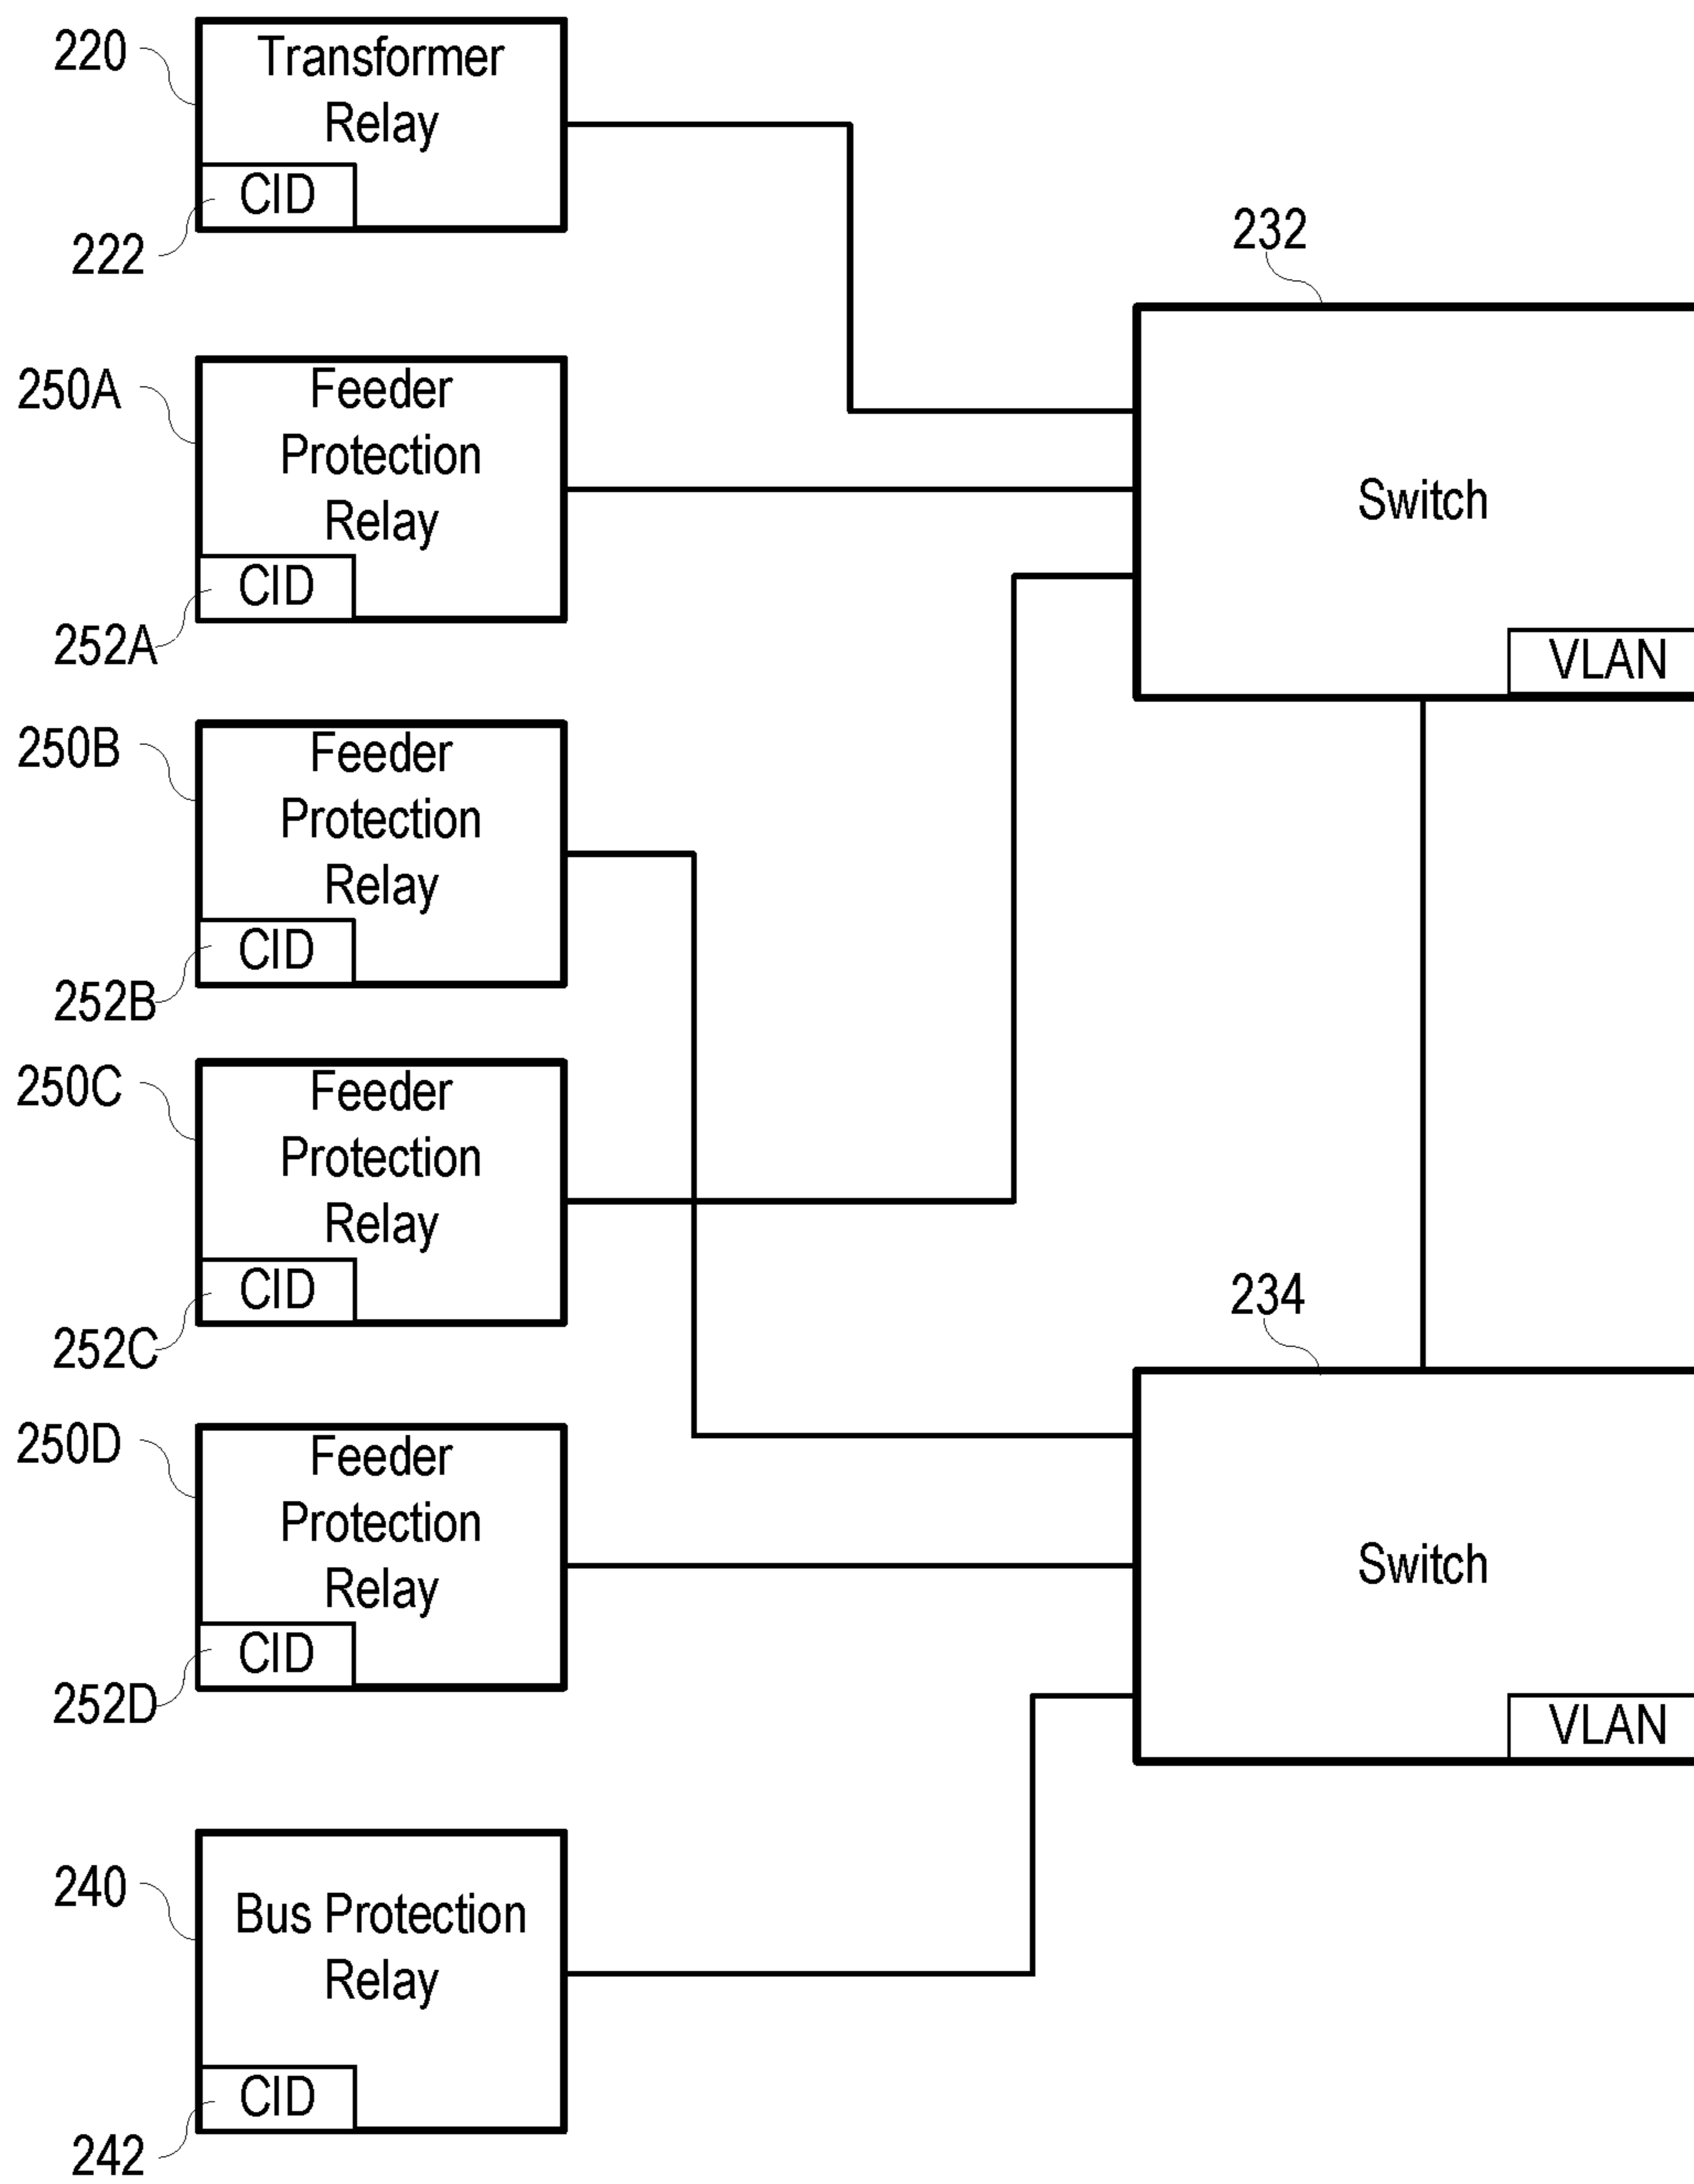 220
Transformer
Relay
CID
222
232
Switch
VLAN
250A
Feeder
Protection
Relay
CID
252A
250B
Feeder
Protection
Relay
CID
252B
250C
Feeder
Protection
Relay
CID
252C
234
Switch
VLAN
250D
Feeder
Protection
Relay
CID
252D
240
Bus Protection
Relay
CID
242